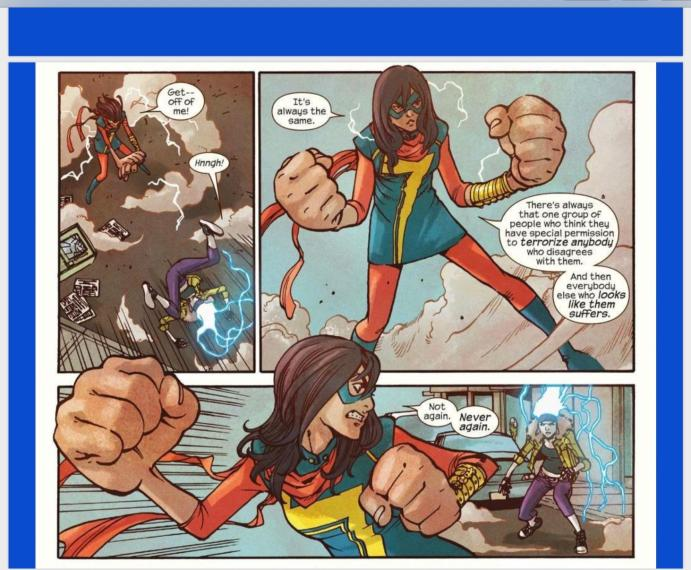 Get--
off of
me!
Hnngh!
It's
always the
same.
There's always
that one group of
people who think they
have special permission
to terrorize anybody
who disagrees
with them.
And then
everybody
else who looks
like them
suffers.
Not
again.
Never
again.